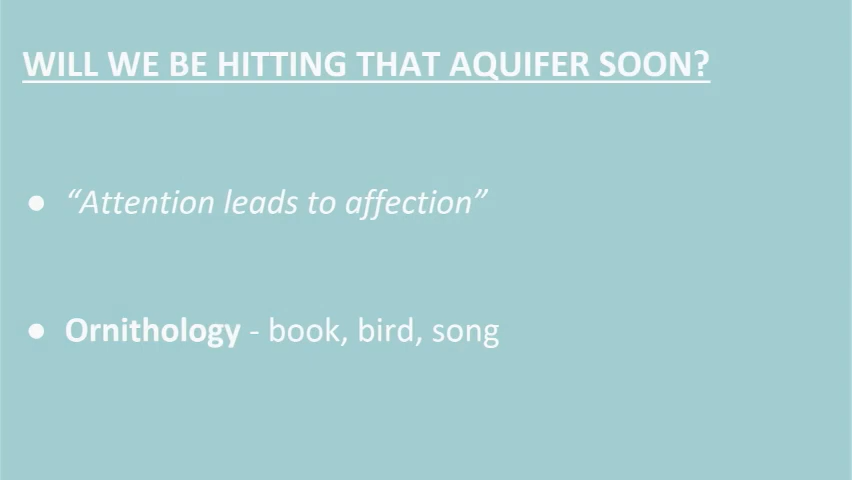 WILL WE BE HITTING THAT AQUIFER SOON?
● “Attention leads to affection”
● Ornithology - book, bird, song